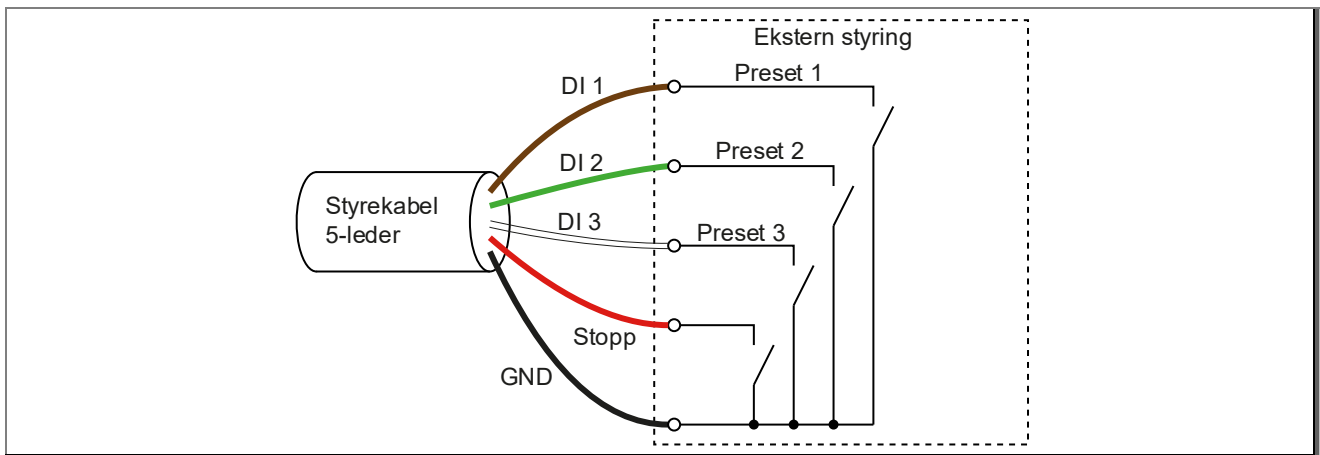 Ekstern styring
DI 1
Preset 1
DI 2
Preset 2
Styrekabel
5-leder
DI 3
Preset 3
Stopp
GND